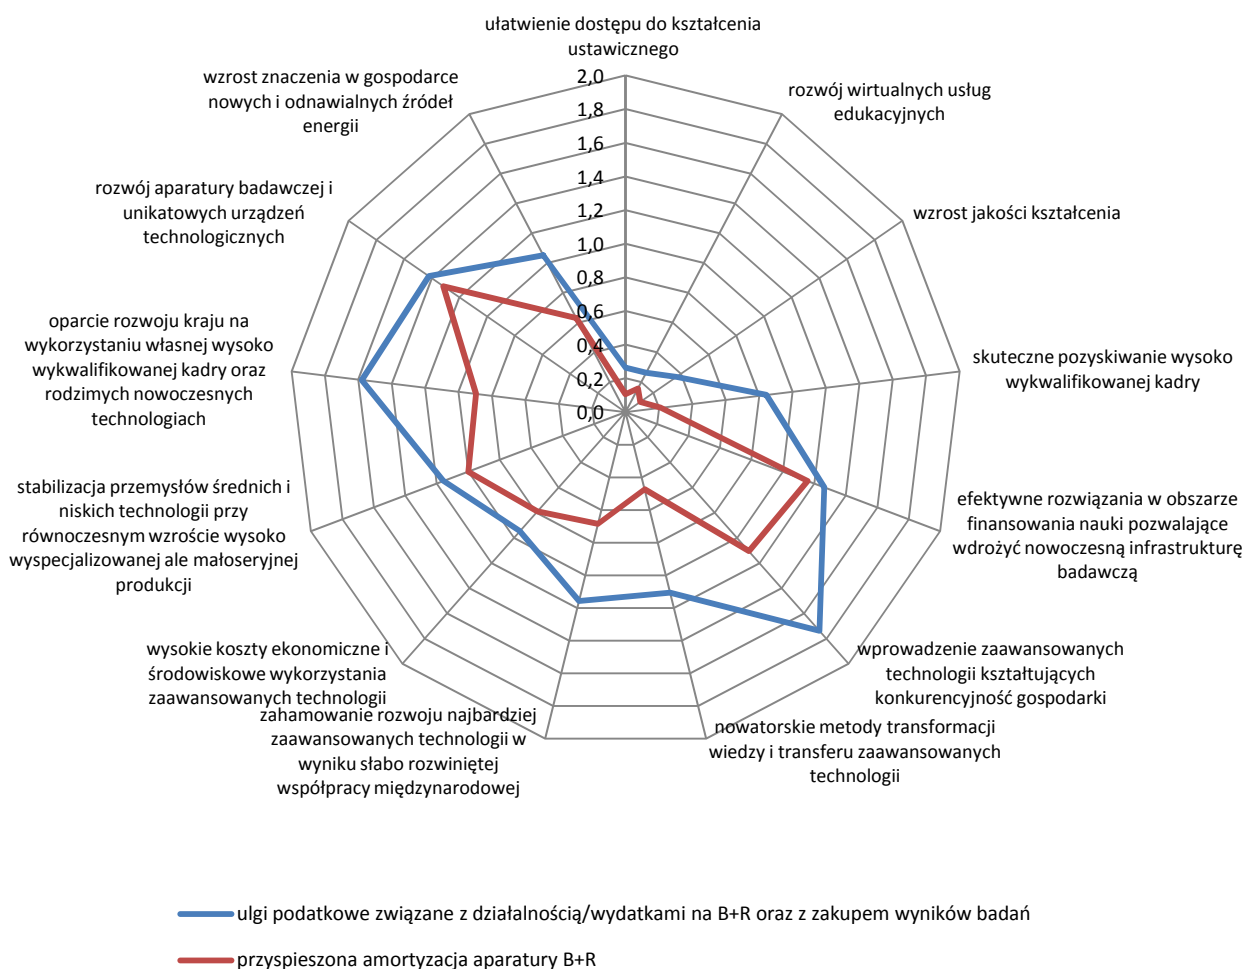 ułatwienie dostępu do kształcenia
ustawicznego
rozwój wirtualnych usług
edukacyjnych
wzrost jakości kształcenia
skuteczne pozyskiwanie wysoko
wykwalifikowanej kadry
efektywne rozwiązania w obszarze
finansowania nauki pozwalające
wdrożyć nowoczesną infrastrukturę
badawczą
wprowadzenie zaawansowanych
technologii kształtujących
konkurencyjność gospodarki
nowatorskie metody transformacji
wiedzy i transferu zaawansowanych
technologii
zahamowanie rozwoju najbardziej
zaawansowanych technologii w
wyniku słabo rozwiniętej
współpracy międzynarodowej
wysokie koszty ekonomiczne i
środowiskowe wykorzystania
zaawansowanych technologii
stabilizacja przemysłów średnich i
niskich technologii przy
równoczesnym wzroście wysoko
wyspecjalizowanej ale małoseryjnej
produkcji
oparcie rozwoju kraju na
wykorzystaniu własnej wysoko
wykwalifikowanej kadry oraz
rodzimych nowoczesnych
technologiach
rozwój aparatury badawczej i
unikatowych urządzeń
technologicznych
wzrost znaczenia w gospodarce
nowych i odnawialnych źródeł
energii
2,0
1,8
1,6
1,4
1,2
1,0
0,8
0,6
0,4
0,2
0,0
ulgi podatkowe związane z działalnością/wydatkami na B+R oraz z zakupem wyników badań
przyspieszona amortyzacja aparatury B+R